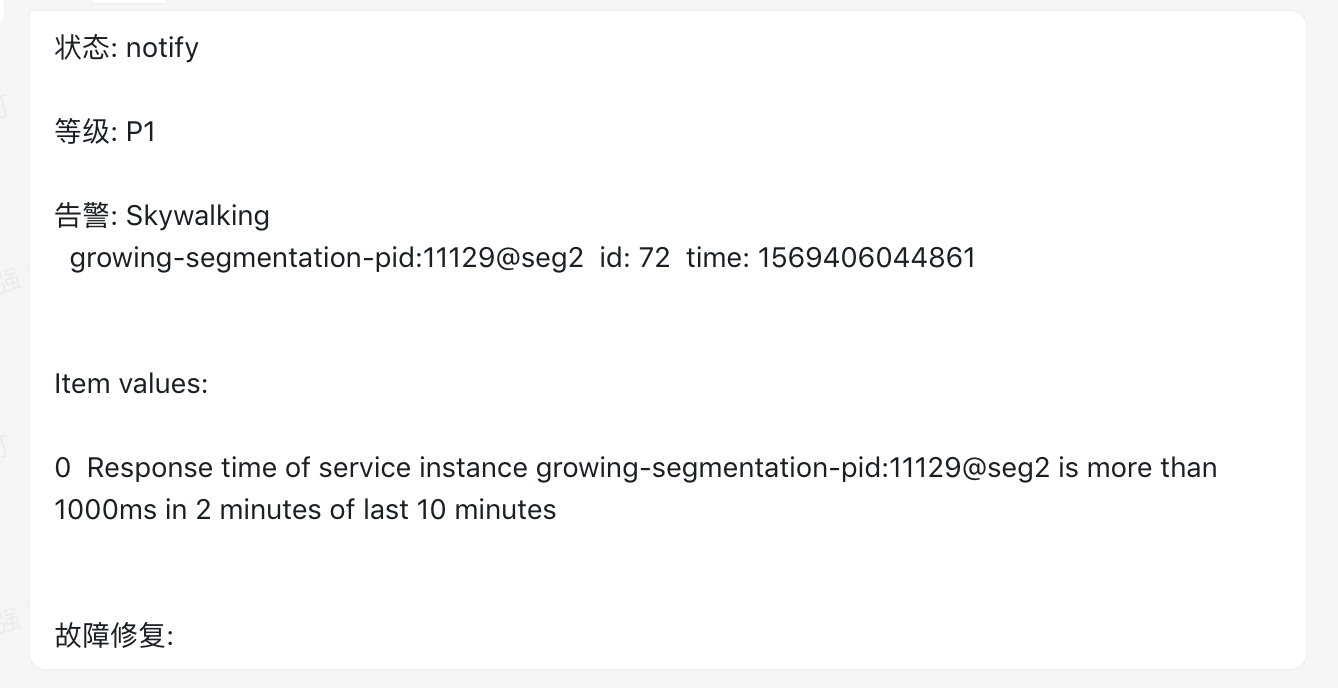 状态: notify
等级: P1
告警: Skywalking
growing-segmentation-pid:11129@seg2 id: 72 time: 1569406044861
Item values:
0 Response time of service instance growing-segmentation-pid:11129@seg2 is more than
1000ms in 2 minutes of last 10 minutes
故障修复:
强
强